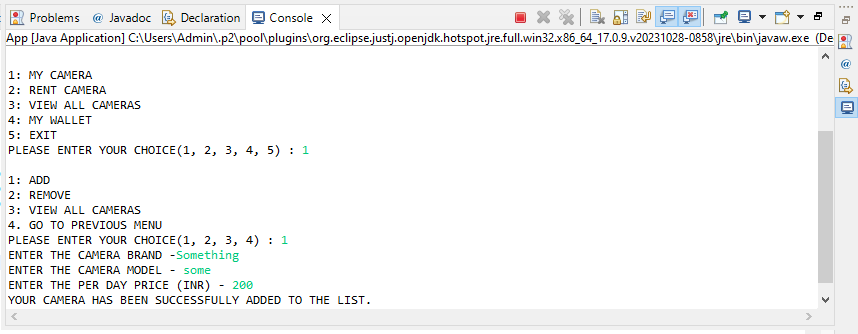 Problems @ Javadoc Declaration Console
App [Java Application] C:\Users\Admin\.p2\pool\plugins\org.eclipse.justj.openjdk.hotspot.jre.full.win32.x86_64_17.0.9.v20231028-0858\jre\bin\javaw.exe (De
1: MY CAMERA
2: RENT CAMERA
3: VIEW ALL CAMERAS
4: MY WALLET
5: EXIT
PLEASE ENTER YOUR CHOICE(1, 2, 3, 4, 5) : 1
1: ADD
2: REMOVE
3: VIEW ALL CAMERAS
4. GO TO PREVIOUS MENU
PLEASE ENTER YOUR CHOICE(1, 2, 3, 4) : 1
ENTER THE CAMERA BRAND -Something
ENTER THE CAMERA MODEL - some
ENTER THE PER DAY PRICE (INR) - 200
YOUR CAMERA HAS BEEN SUCCESSFULLY ADDED TO THE LIST.